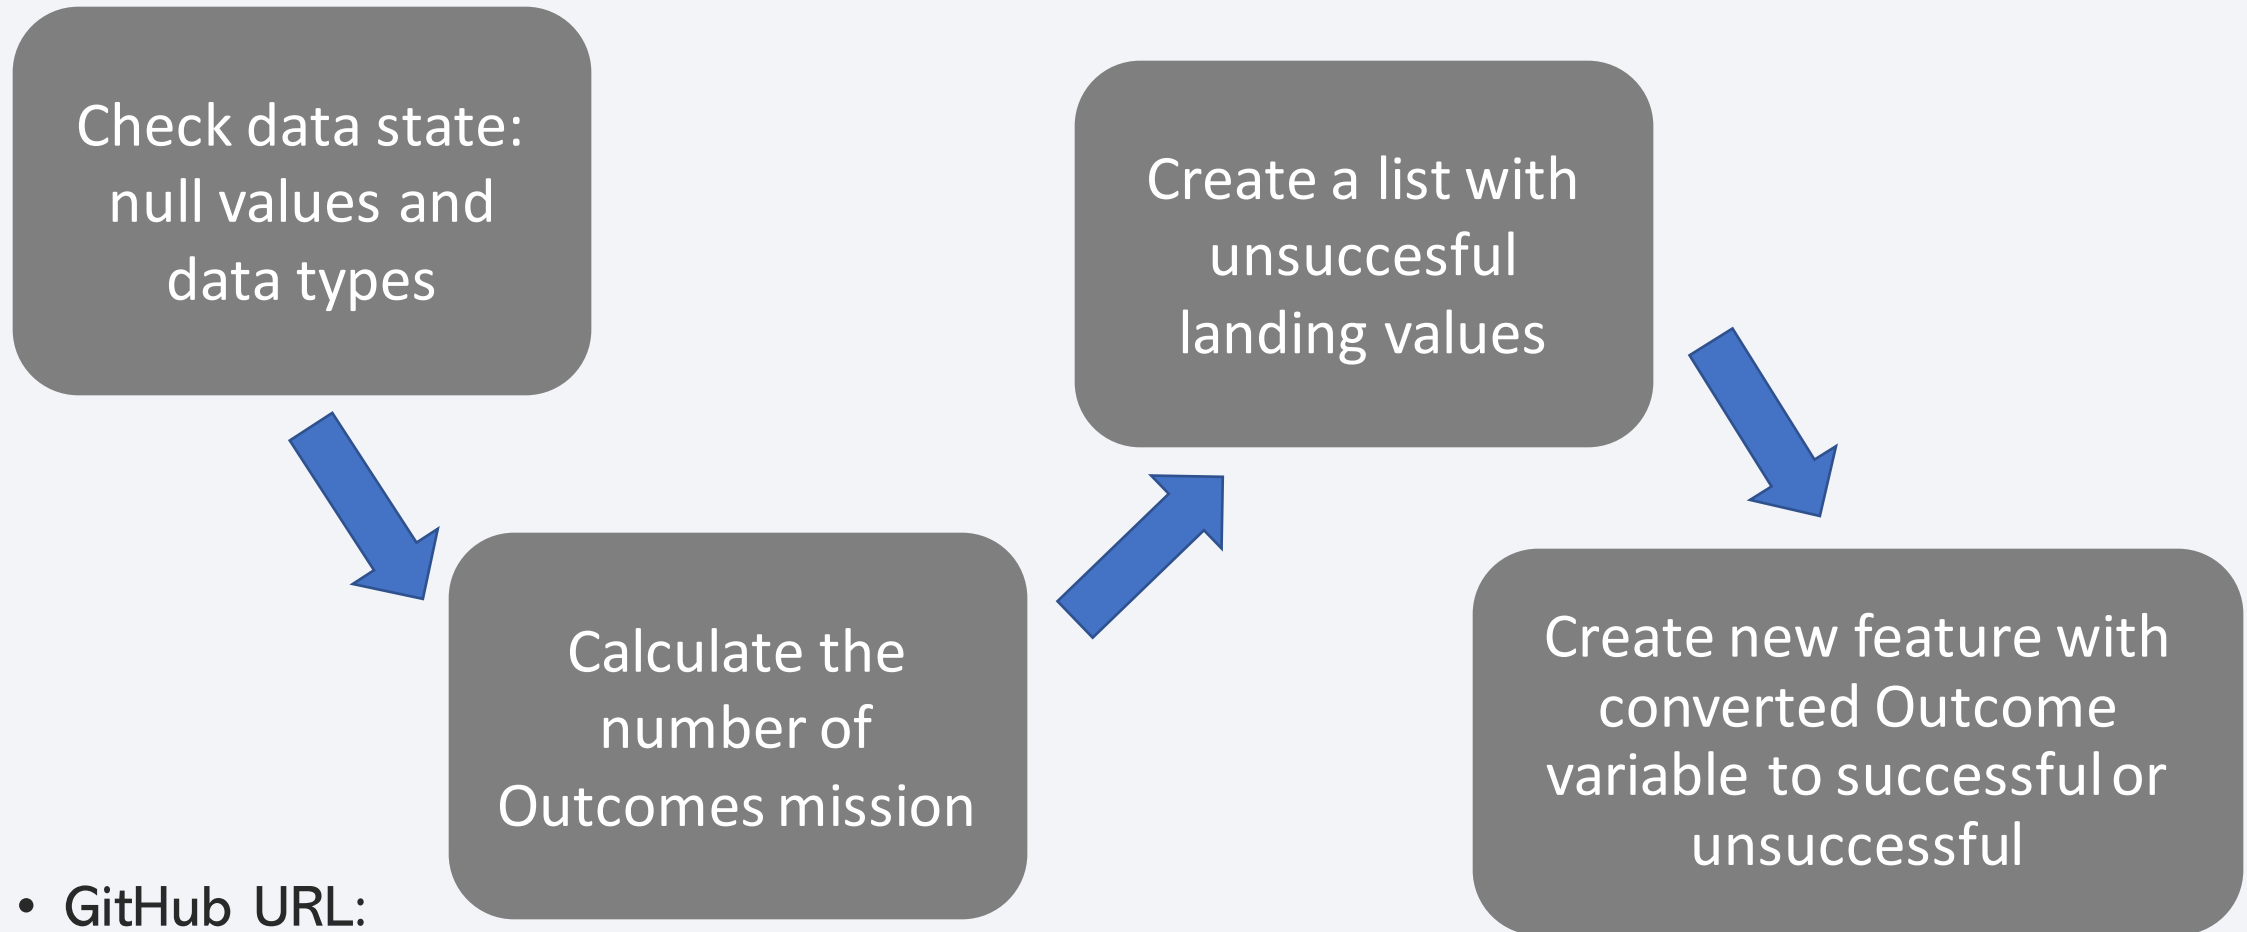 Check data state:
null values and
data types
Calculate the
number of
Outcomes mission
Create a list with
unsuccesful
landing values
Create new feature with
converted Outcome
variable to successful or
unsuccessful
• GitHub URL: